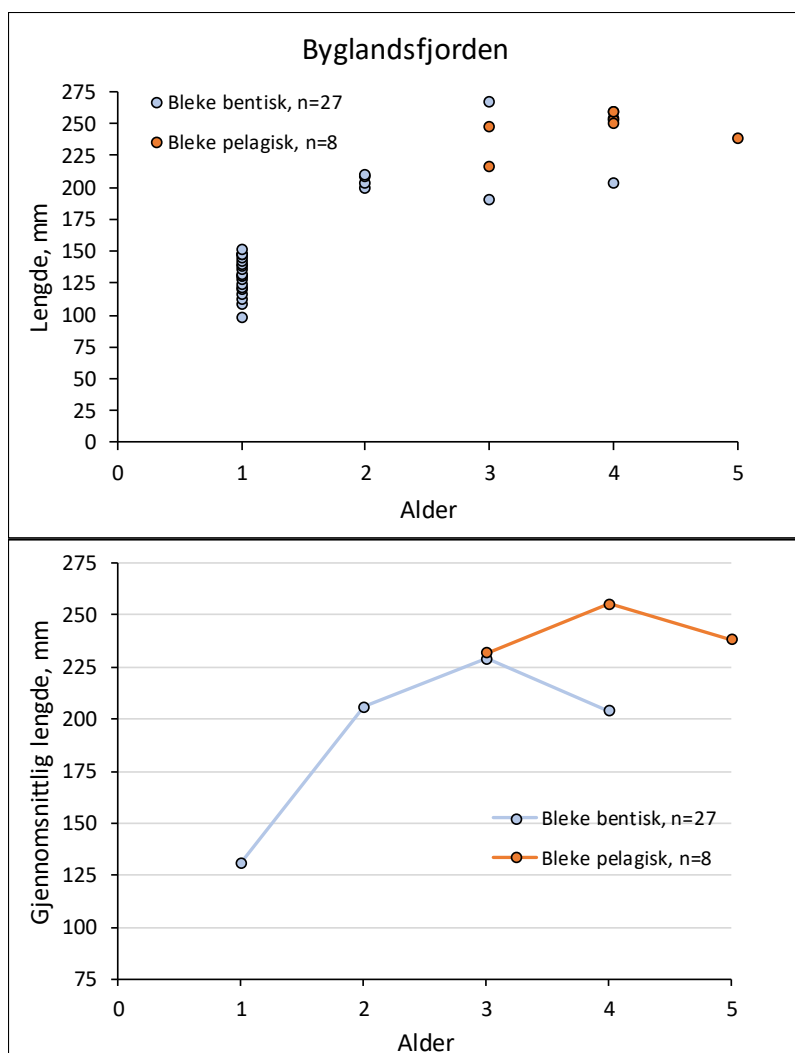 Byglandsfjorden
Bleke bentisk, n=27
Bleke pelagisk, n=8
Lengde, mm
275
250
225
200
175
150
125
100
75
50
25
0
0 1 2 3 4 5
Alder
Gjennomsnittlig lengde, mm
275
250
225
200
175
150
125
100
75
Bleke bentisk, n=27
Bleke pelagisk, n=8
0 1 2 3 4 5
Alder